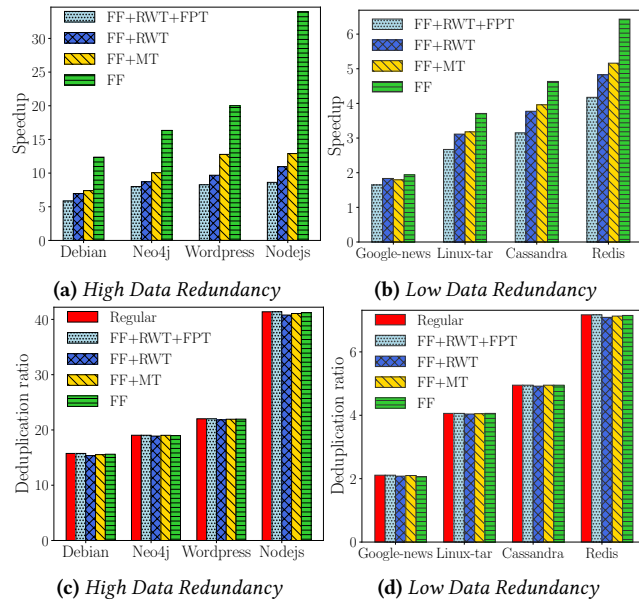 FF+RWT+FPT
FF+RWT
FF+MT
FF
Speedup
30
25
20
15
10
5
0
Debian Neo4j Wordpress Nodejs
(a) High Data Redundancy
FF+RWT+FPT
FF+RWT
FF+MT
FF
Speedup
6
5
4
3
2
1
0
Google-news Linux-tar Cassandra Redis
(b) Low Data Redundancy
Regular
FF+RWT+FPT
FF+RWT
FF+MT
FF
Deduplication ratio
40
30
20
10
0
Debian Neo4j Wordpress Nodejs
(c) High Data Redundancy
Regular
FF+RWT+FPT
FF+RWT
FF+MT
FF
Deduplication ratio
6
4
2
0
Google-news Linux-tar Cassandra Redis
(d) Low Data Redundancy